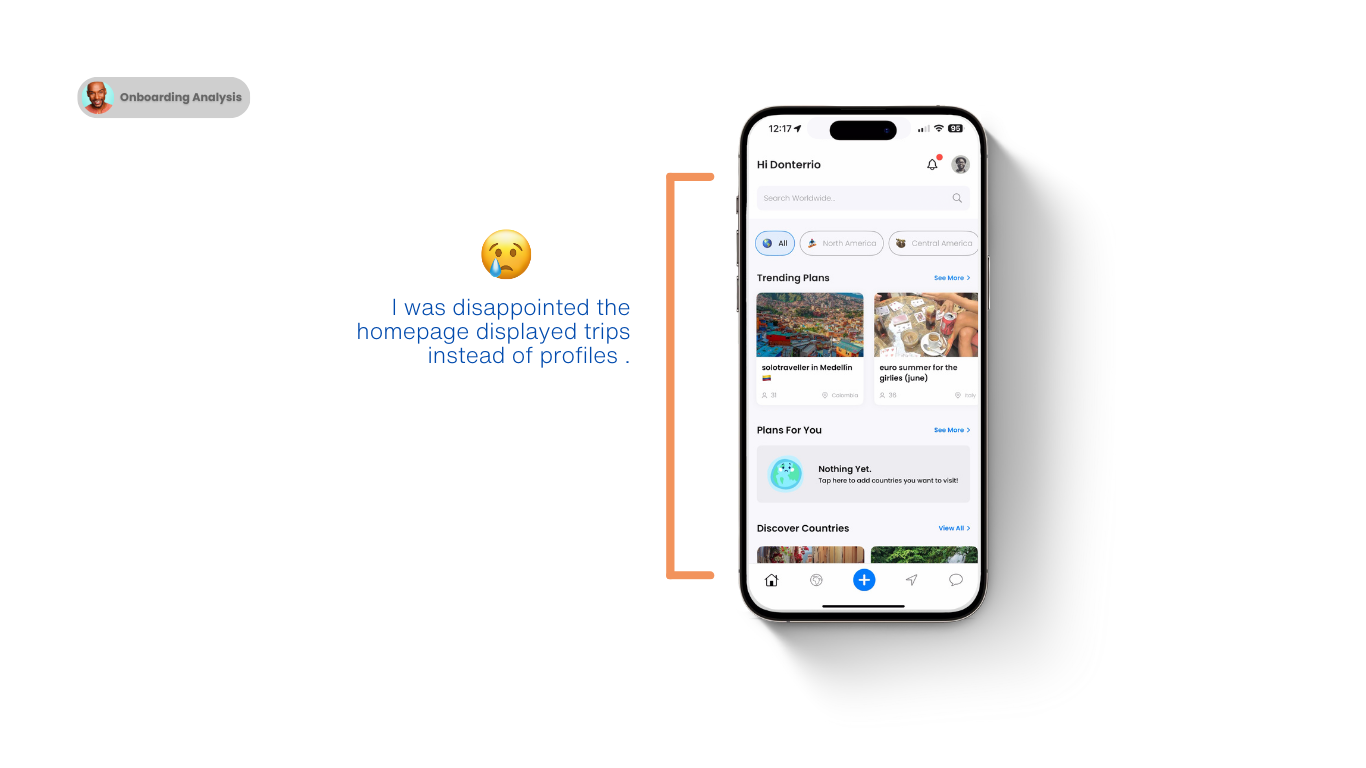 Onboarding Analysis
I was disappointed the
homepage displayed trips
instead of profiles .
12:17
95
Hi Donterrio
Search Worldwide..
All
North America
Central America
Trending Plans
See More >
solotraveller in Medellin
🇨🇴
31
Colombia
euro summer for the
girlies (june)
Italy
Plans For You
See More >
Nothing Yet.
Tap here to add countries you want to visit!
Discover Countries
View All >